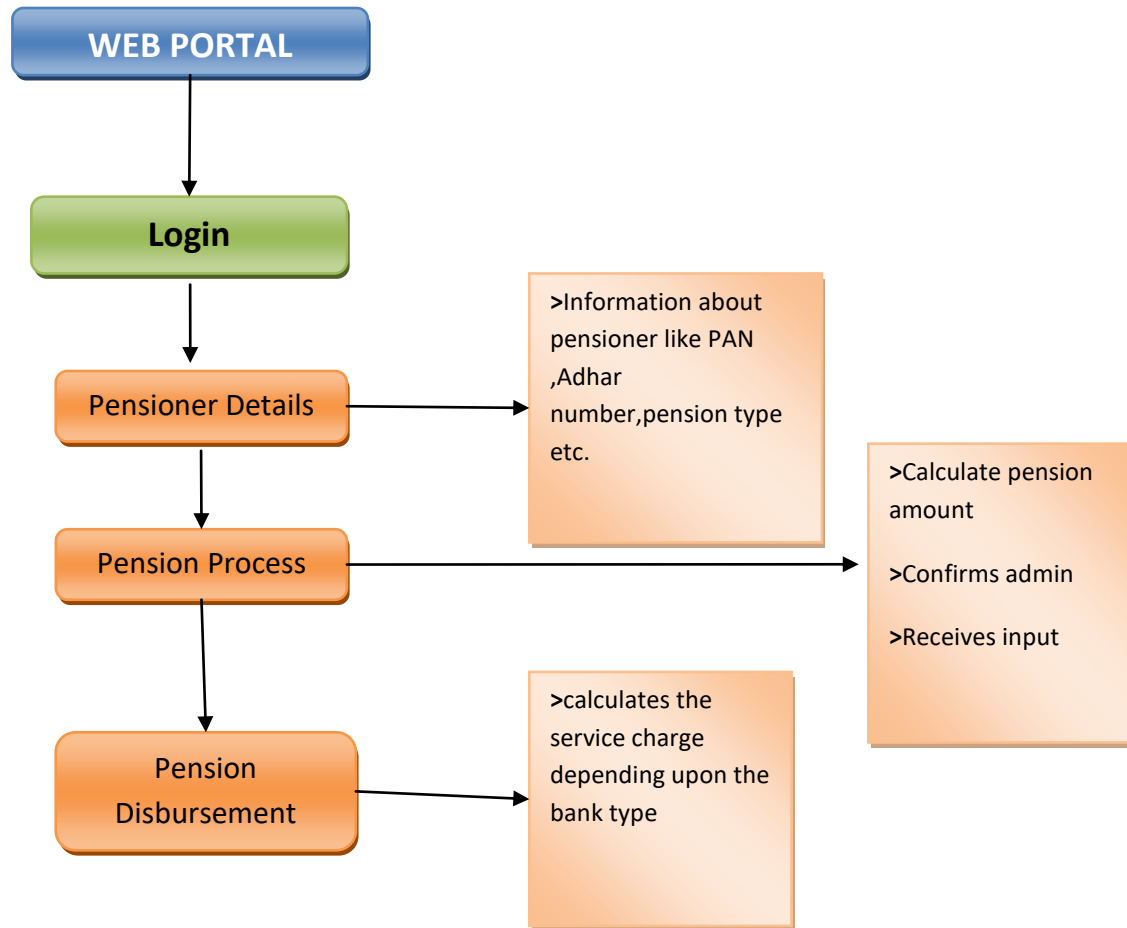 WEB PORTAL
Login
>Information about
pensioner like PAN
,Adhar
number,pension type
etc.
Pensioner Details
>Calculate pension
amount
>Confirms admin
>Receives input
Pension Process
>calculates the
service charge
depending upon the
bank type
Pension
Disbursement